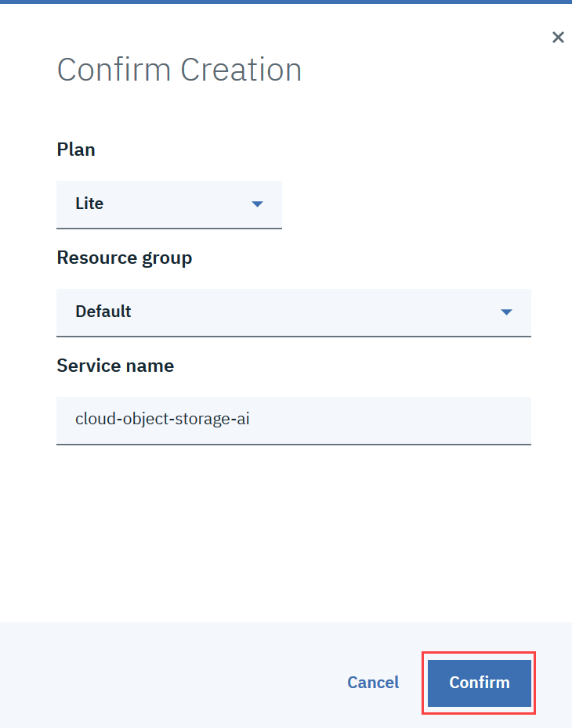 Confirm Creation
Plan
Lite
Resource group
Default
Service name
cloud-object-storage-ai
Cancel
Confirm